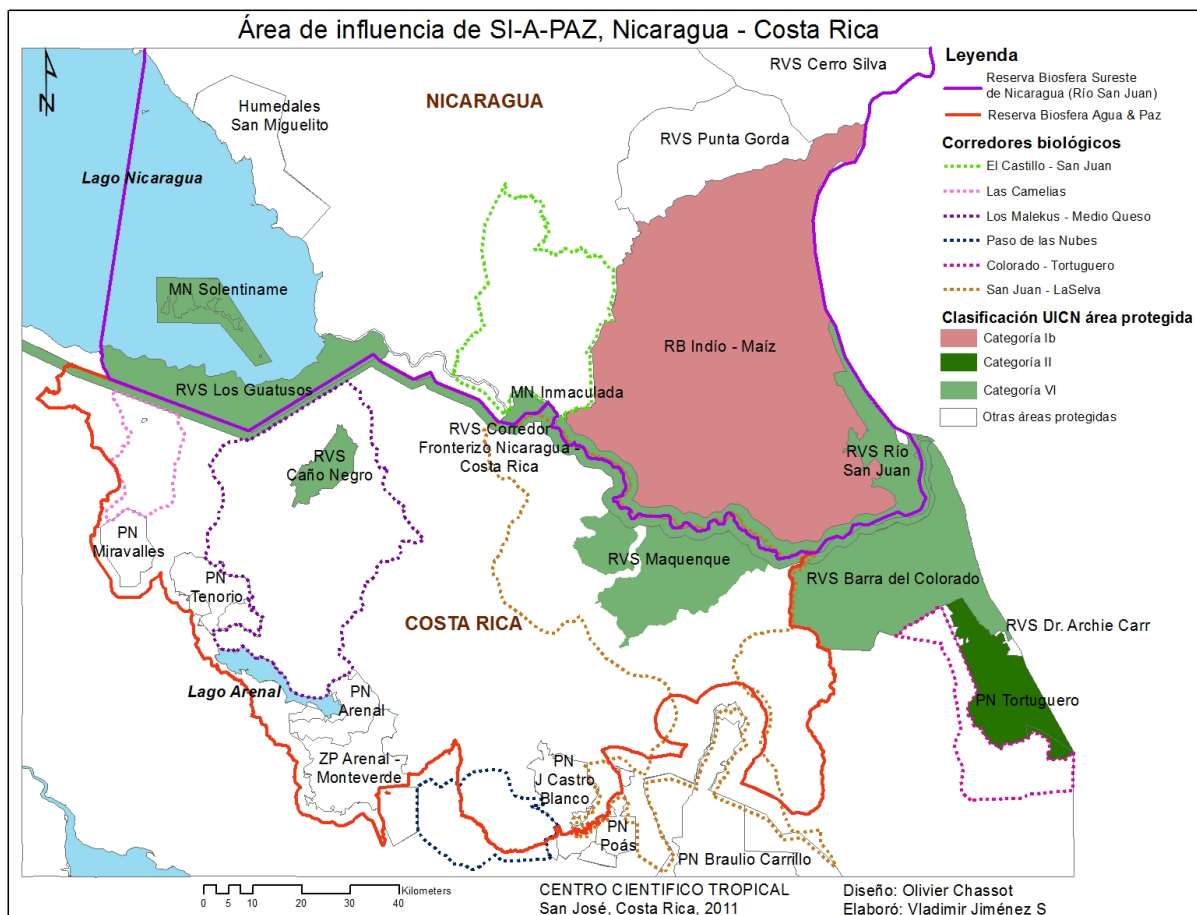 Área de influencia de SI-A-PAZ, Nicaragua - Costa Rica
N
RVS Cerro Silva
Humedales
San Miguelito
NICARAGUA
RVS Punta Gorda
Lago Nicaragua
MN Solentiname
RB Indío - Maíz
RVS Los Guatusos
MN Inmaculada
RVS Corredor
Fronterizo Nicaragua -
Costa Rica
RVS
Caño Negro
RVS Río
San Juan
PN
Miravalles
RVS Maquenque
RVS Barra del Colorado
PN
Tenorio
COSTA RICA
RVS Dr. Archie Carr
Lago Arenal
PN
Arenal
PN Tortuguero
ZP Arenal -
Monteverde
PN
J Castro
Blanco
PN
Poás
PN Braulio Carrillo
Leyenda
Reserva Biosfera Sureste
de Nicaragua (Río San Juan)
Reserva Biosfera Agua & Paz
Corredores biológicos
El Castillo - San Juan
Las Camelias
Los Malekus - Medio Queso
Paso de las Nubes
Colorado - Tortuguero
San Juan - LaSelva
Clasificación UICN área protegida
Categoría Ib
Categoría II
Categoría VI
Otras áreas protegidas
Kilometers
0 5 10 20 30 40
CENTRO CIENTIFICO TROPICAL
San José, Costa Rica, 2011
Diseño: Olivier Chassot
Elaboró: Vladimir Jiménez S